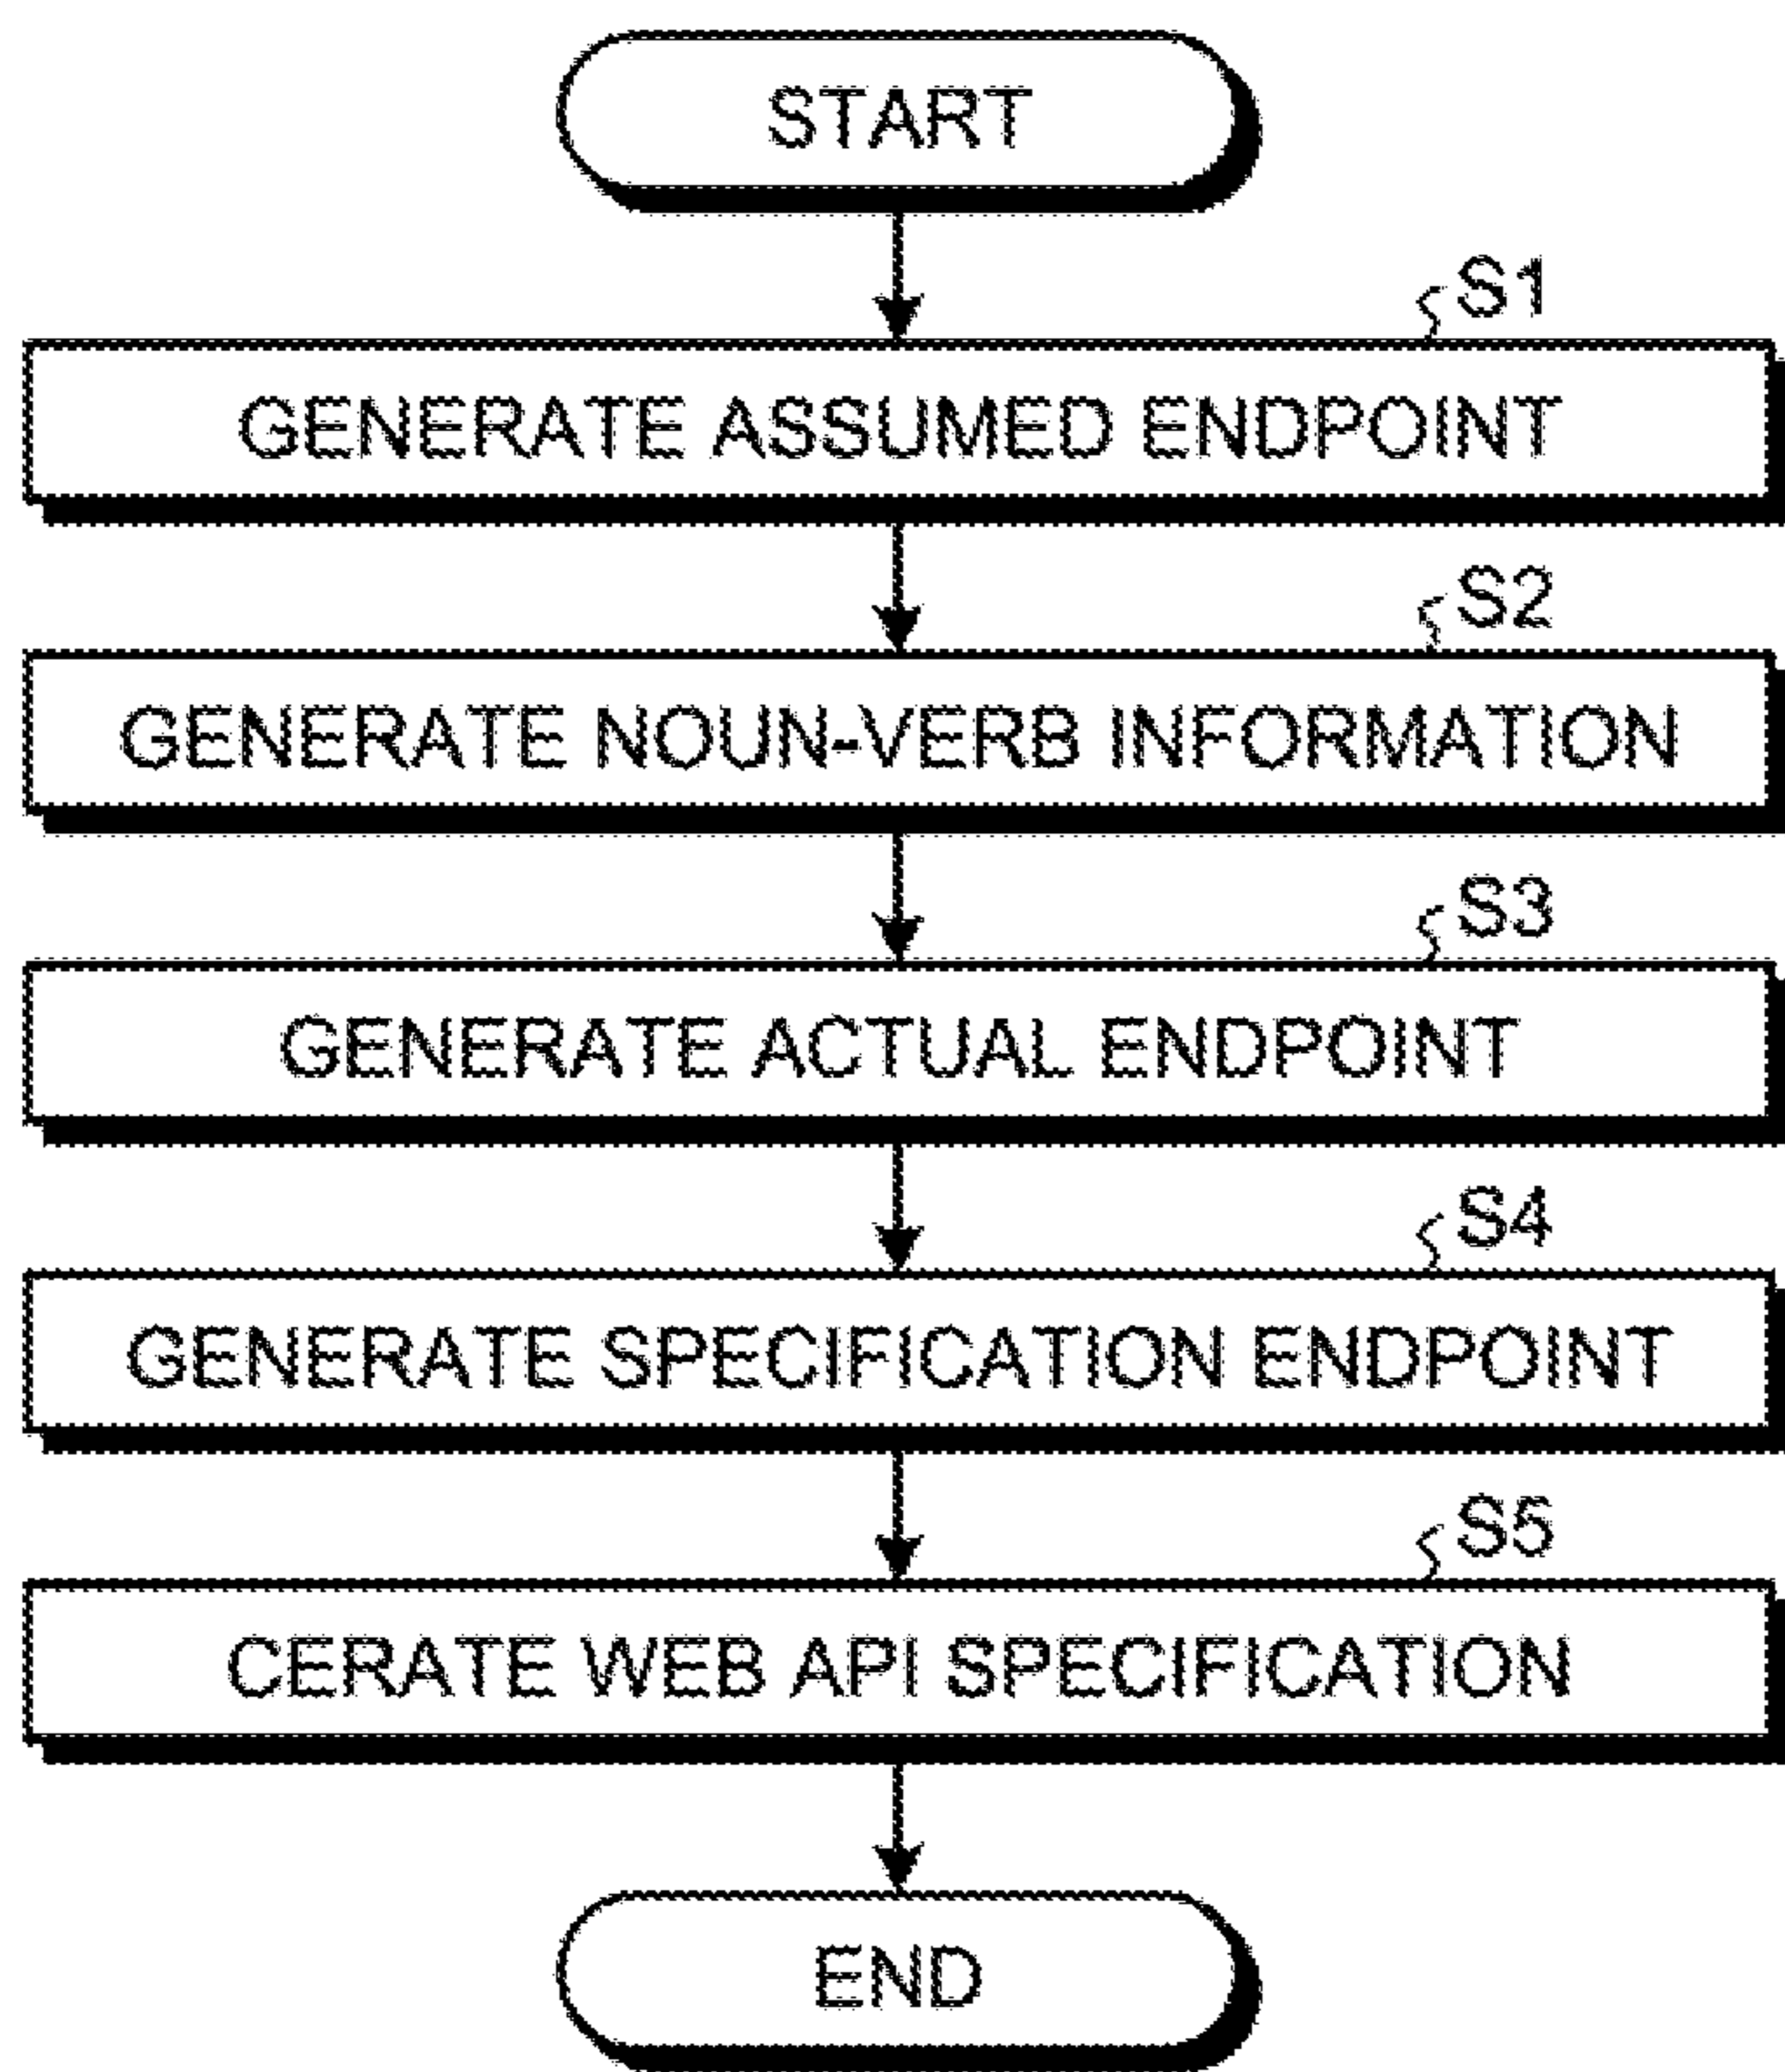 START
S1
GENERATE ASSUMED ENDPOINT
S2
GENERATE NOUN-VERB INFORMATION
S3
GENERATE ACTUAL ENDPOINT
S4
GENERATE SPECIFICATION ENDPOINT
S5
CERATE WEB API SPECIFICATION
END